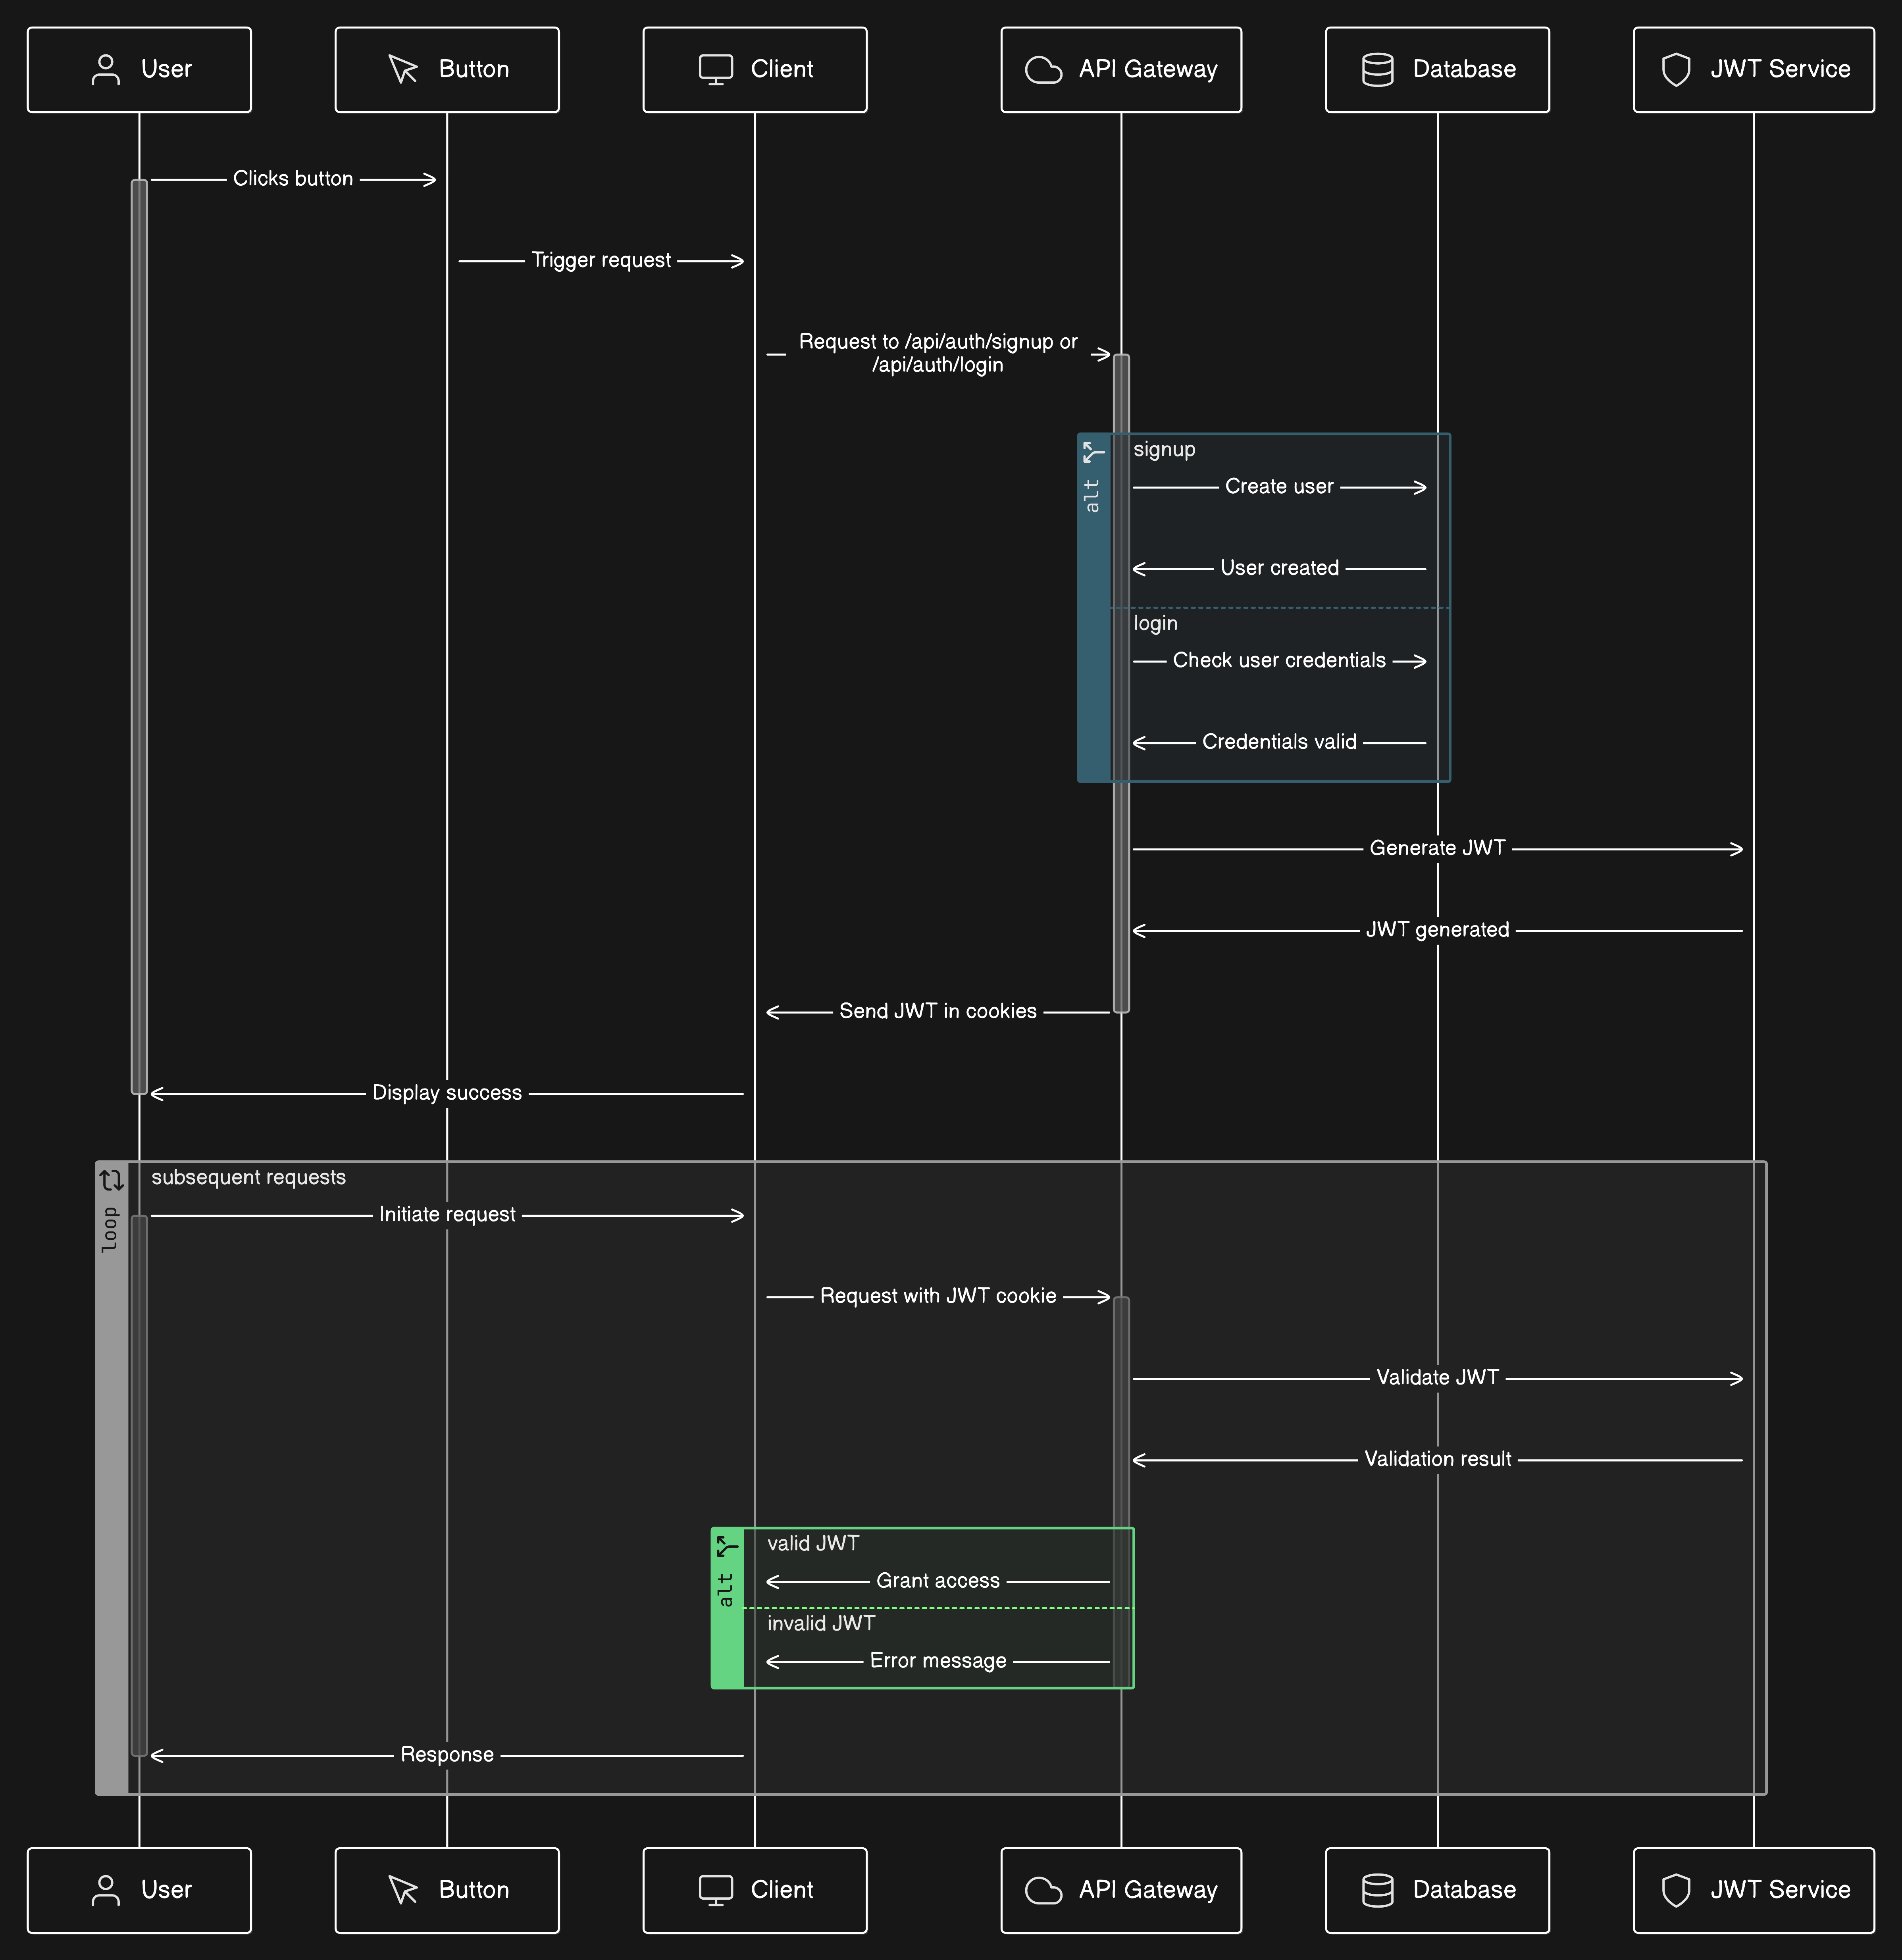 User
Button
Client
API Gateway
Database
JWT Service
Clicks button
Trigger request
Request to /api/auth/signup or
/api/auth/login
alt
signup
Create user
User created
login
Check user credentials
Credentials valid
Generate JWT
JWT generated
Send JWT in cookies
Display success
loop
subsequent requests
Initiate request
Request with JWT cookie
Validate JWT
Validation result
alt
valid JWT
Grant access
invalid JWT
Error message
Response
User
Button
Client
API Gateway
Database
JWT Service